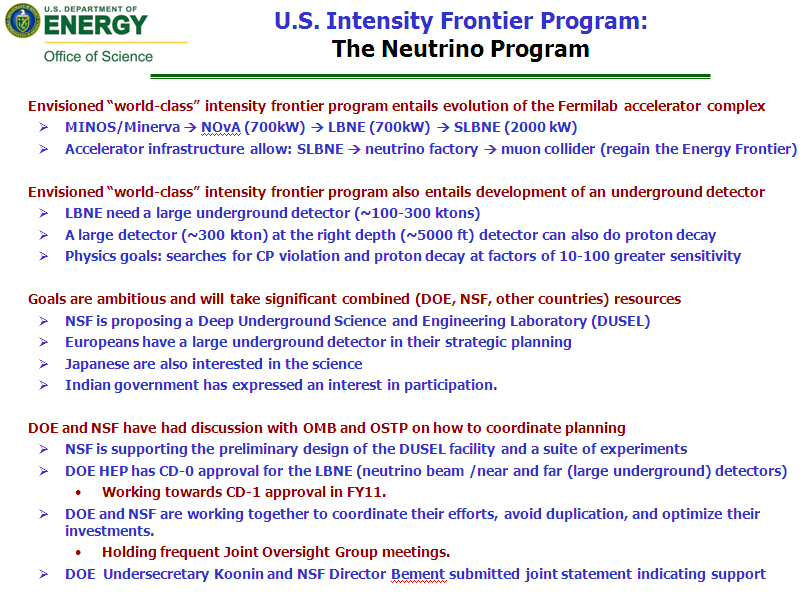 U.S. DEPARTMENT OF
ENERGY
Office of Science
U.S. Intensity Frontier Program:
The Neutrino Program
Envisioned “world-class” intensity frontier program entails evolution of the Fermilab accelerator complex
➢ MINOS/Minerva → NOvA (700kW) → LBNE (700kW) → SLBNE (2000 kW)
➢ Accelerator infrastructure allow: SLBNE → neutrino factory → muon collider (regain the Energy Frontier)
Envisioned “world-class” intensity frontier program also entails development of an underground detector
➢ LBNE need a large underground detector (~100-300 ktons)
➢ A large detector (~300 kton) at the right depth (~5000 ft) detector can also do proton decay
➢ Physics goals: searches for CP violation and proton decay at factors of 10-100 greater sensitivity
Goals are ambitious and will take significant combined (DOE, NSF, other countries) resources
➢ NSF is proposing a Deep Underground Science and Engineering Laboratory (DUSEL)
➢ Europeans have a large underground detector in their strategic planning
➢ Japanese are also interested in the science
➢ Indian government has expressed an interest in participation.
DOE and NSF have had discussion with OMB and OSTP on how to coordinate planning
➢ NSF is supporting the preliminary design of the DUSEL facility and a suite of experiments
➢ DOE HEP has CD-0 approval for the LBNE (neutrino beam /near and far (large underground) detectors)
• Working towards CD-1 approval in FY11.
➢ DOE and NSF are working together to coordinate their efforts, avoid duplication, and optimize their
investments.
• Holding frequent Joint Oversight Group meetings.
➢ DOE Undersecretary Koonin and NSF Director Bement submitted joint statement indicating support